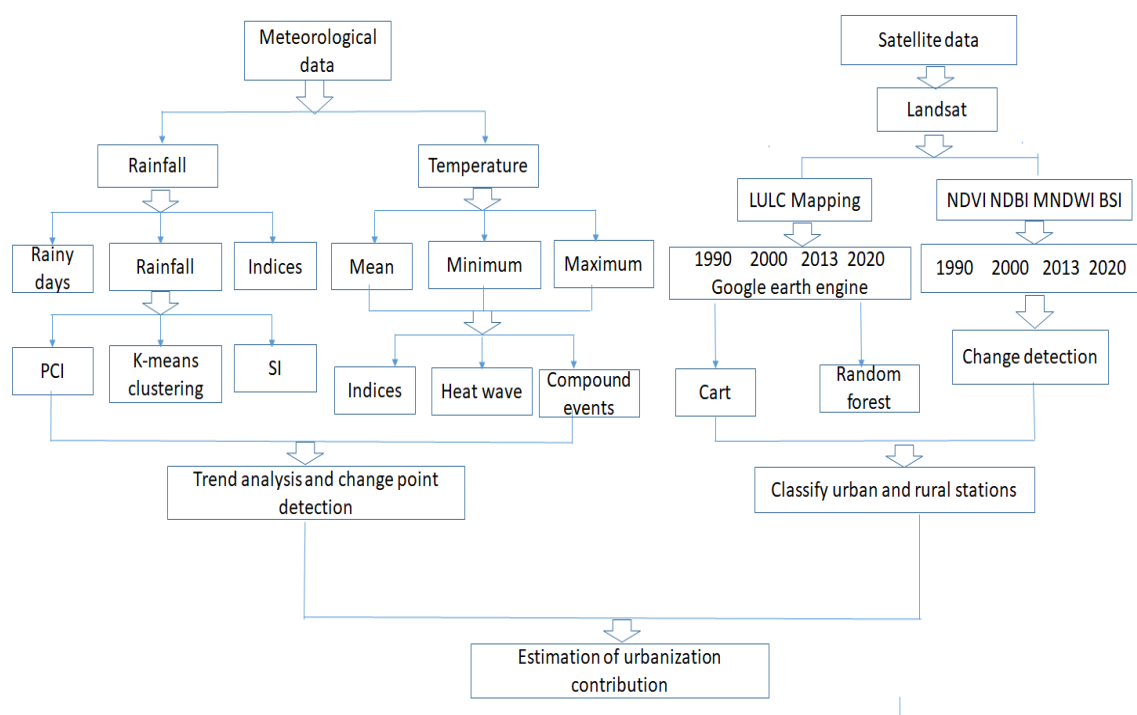 Meteorological
data
Satellite data
Landsat
Rainfall
Temperature
LULC Mapping
NDVI NDBI MNDWI BSI
Rainy
days
Rainfall
Indices
Mean
Minimum
Maximum
1990 2000 2013 2020
Google earth engine
1990 2000 2013 2020
PCI
K-means
clustering
SI
Indices
Heat wave
Compound
events
Cart
Random
forest
Change detection
Trend analysis and change point
detection
Classify urban and rural stations
Estimation of urbanization
contribution